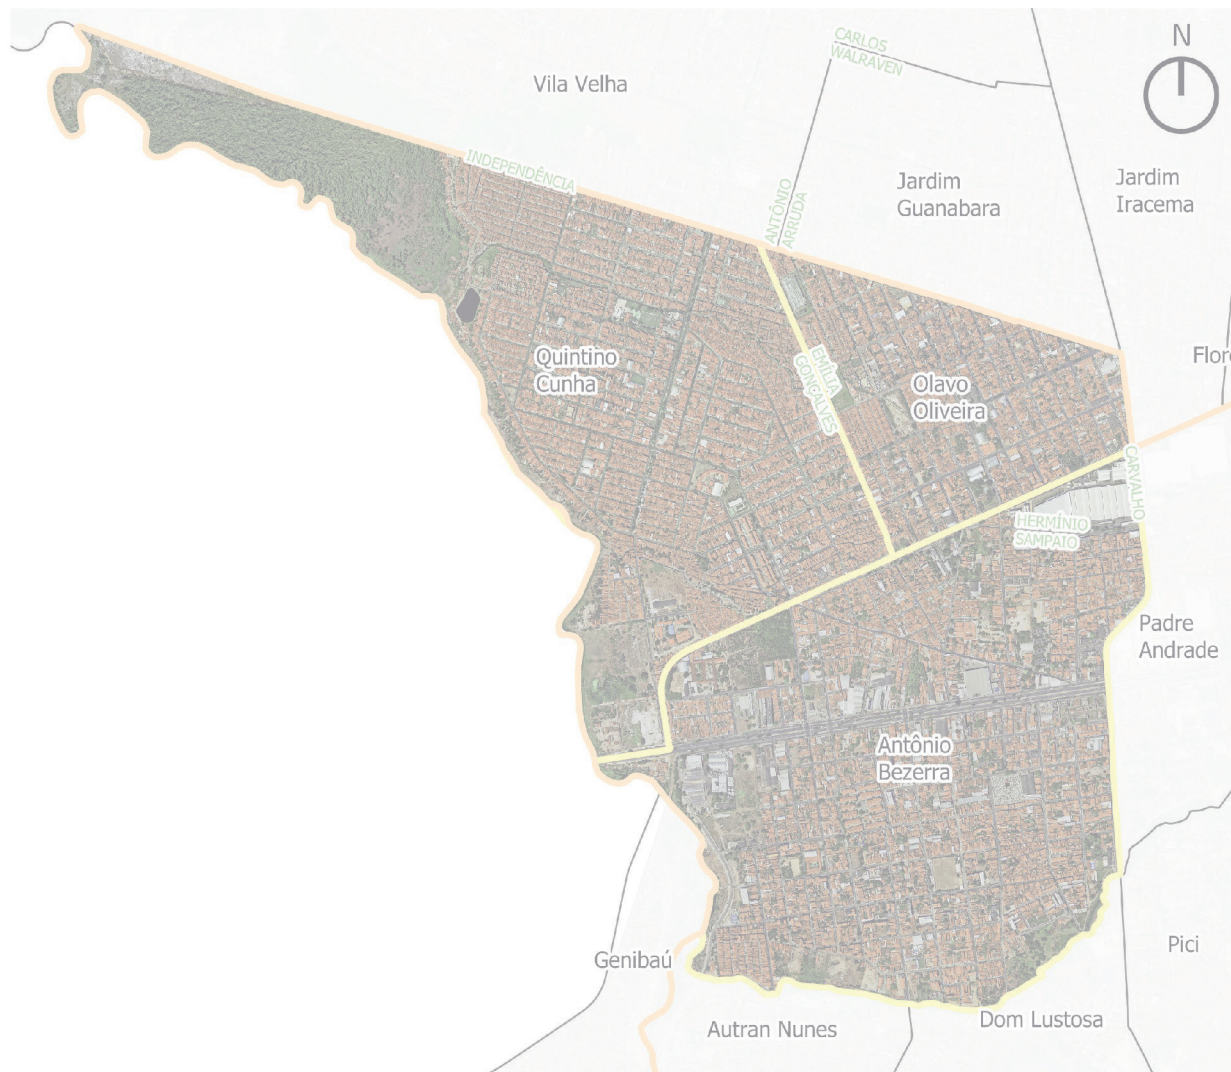 CARLOS
WALRAVEN
N
Vila Velha
INDEPENDÊNCIA
ANTÔNIO
ARRUDA
Jardim
Guanabara
Jardim
Iracema
Quintino
Cunha
EMÍLIA
GONÇALVES
Olavo
Oliveira
Flor
CARVALHO
HERMÍNIO
SAMPAIO
Padre
Andrade
Antônio
Bezerra
Genibaú
Pici
Autran Nunes
Dom Lustosa